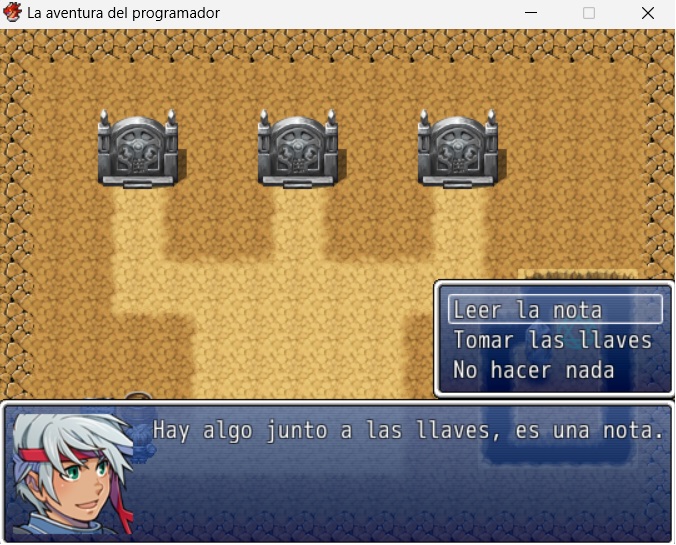 La aventura del programador
Leer la nota
Tomar las llaves
No hacer nada
Hay algo junto a las llaves, es una nota.